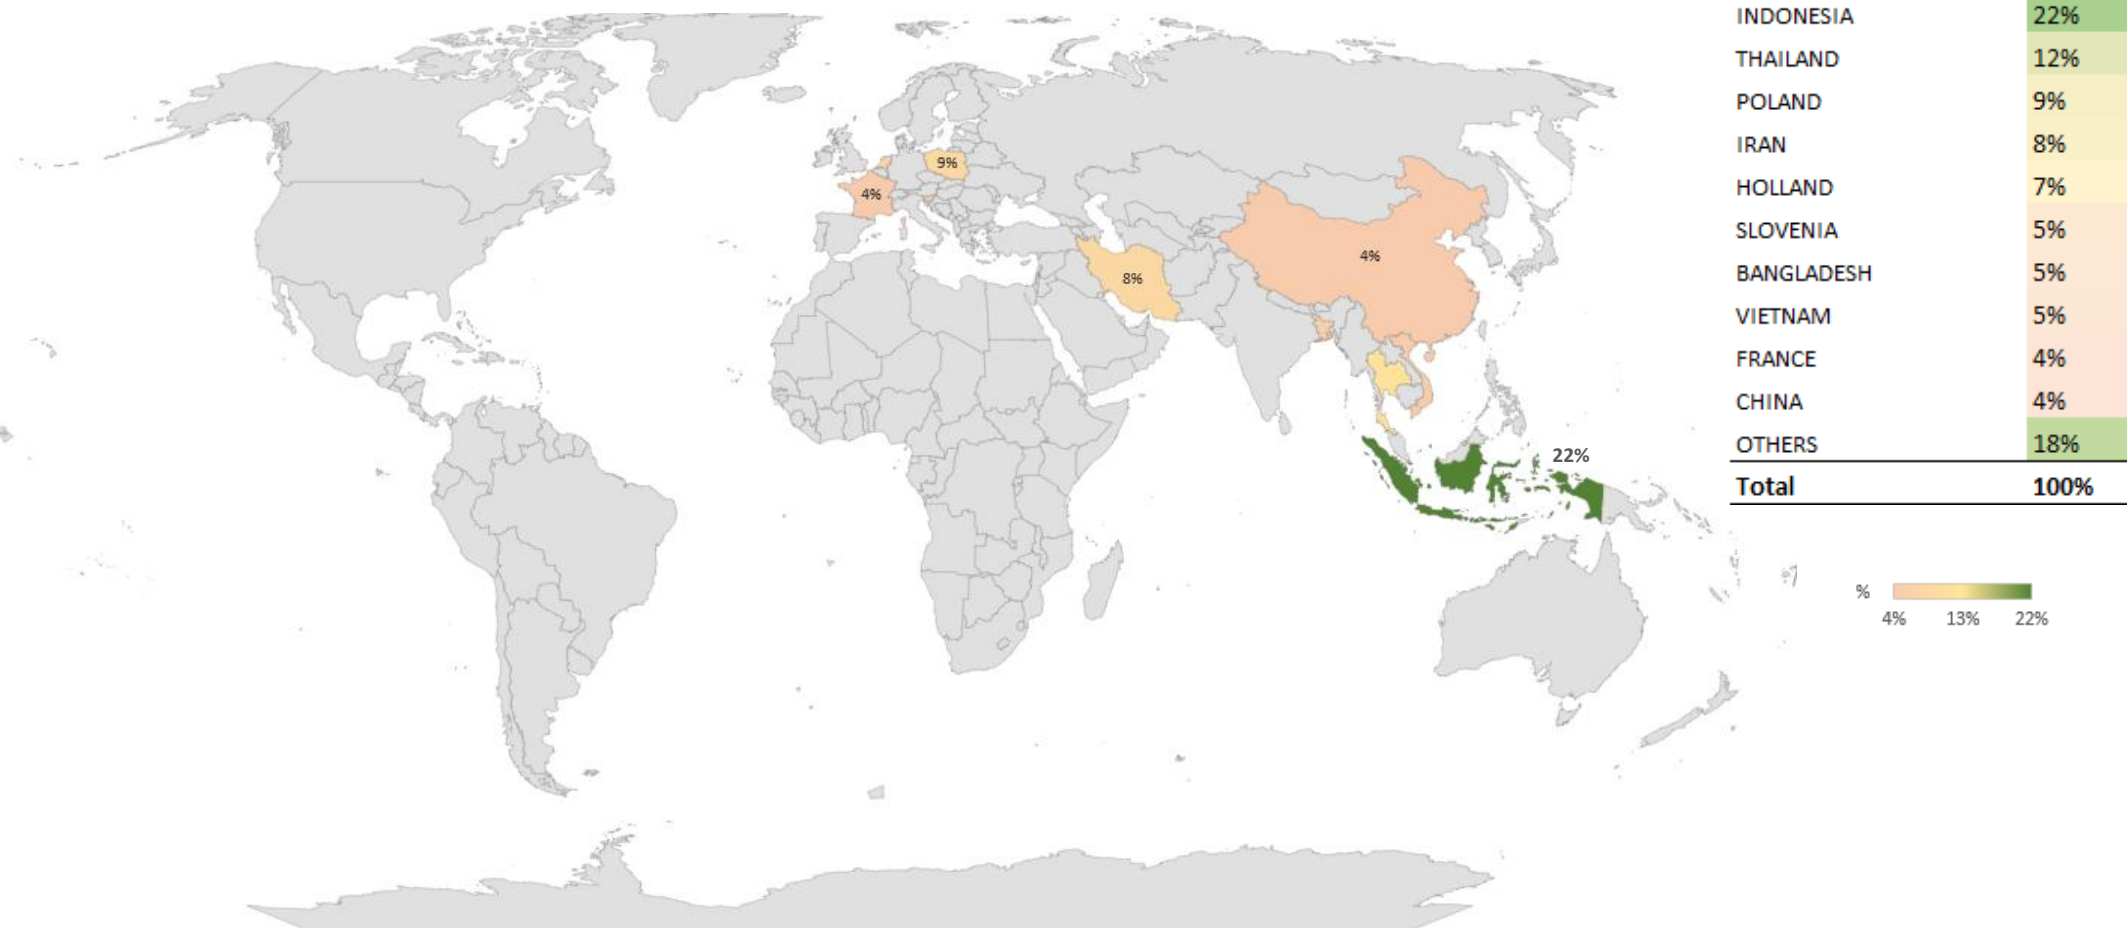 INDONESIA 22%
THAILAND 12%
POLAND 9%
IRAN 8%
HOLLAND 7%
SLOVENIA 5%
BANGLADESH 5%
VIETNAM 5%
FRANCE 4%
CHINA 4%
OTHERS 18%
Total 100%
9%
4%
4%
8%
22%
%
4% 13% 22%